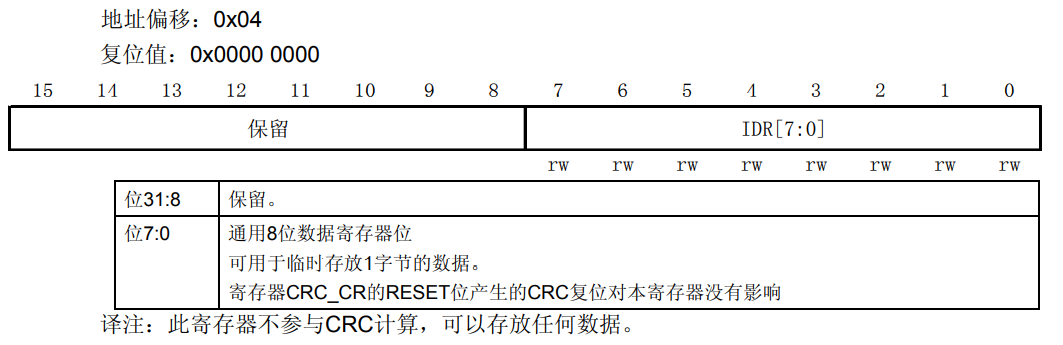 地址偏移：0x04
复位值：0x0000 0000
15 14 13 12 11 10 9 8 7 6 5 4 3 2 1 0
保留 IDR[7:0]
rw rw rw rw rw rw rw rw
位31:8 保留。
位7:0 通用8位数据寄存器位
可用于临时存放1字节的数据。
寄存器CRC_CR的RESET位产生的CRC复位对本寄存器没有影响
译注：此寄存器不参与CRC计算，可以存放任何数据。